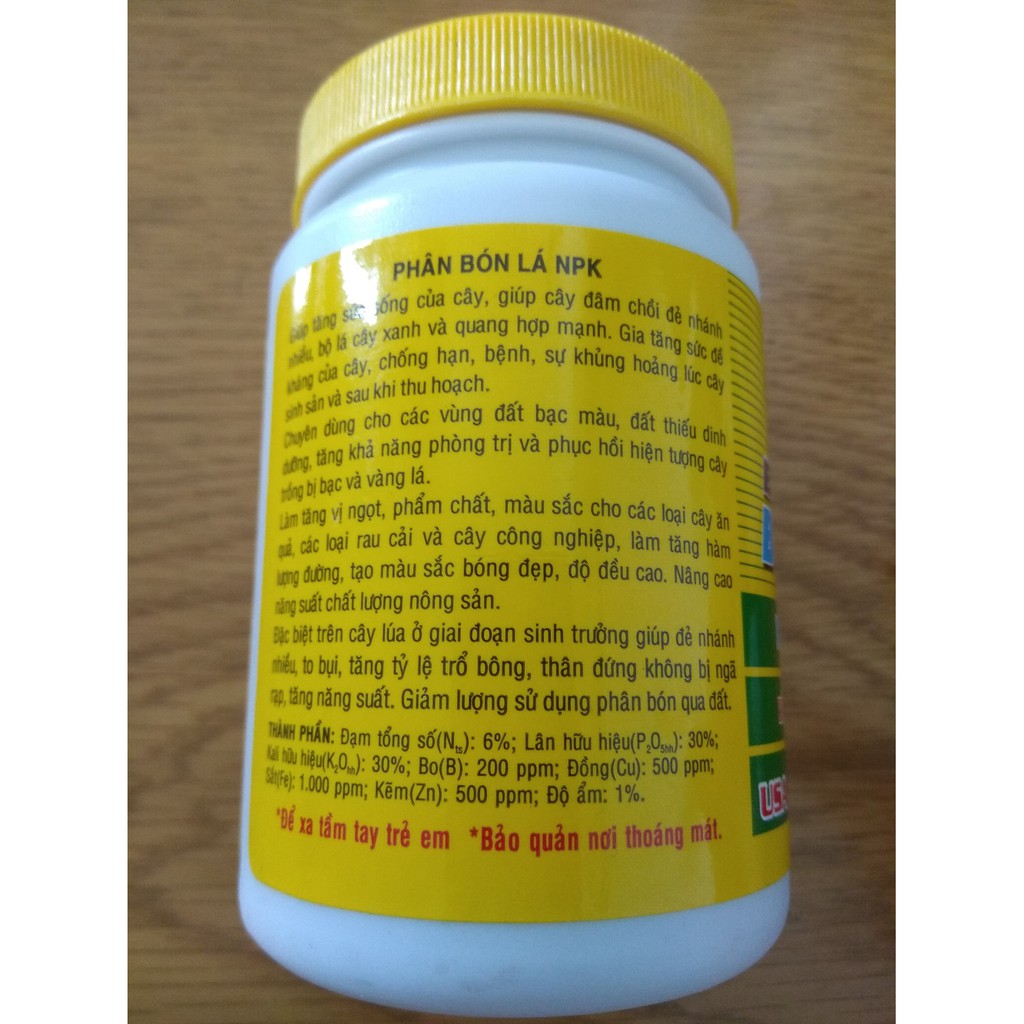 PHÂN BÓN LÁ NPK
Giúp tăng sức sống của cây, giúp cây đâm chồi đẻ nhánh
nhiều, bộ lá cây xanh và quang hợp mạnh. Gia tăng sức đề
kháng của cây, chống hạn, bệnh, sự khủng hoảng lúc cây
sinh sản và sau khi thu hoạch.
Chuyên dùng cho các vùng đất bạc màu, đất thiếu dinh
dưỡng, tăng khả năng phòng trị và phục hồi hiện tượng cây
trồng bị bạc và vàng lá.
Làm tăng vị ngọt, phẩm chất, màu sắc cho các loại cây ăn
quả, các loại rau cải và cây công nghiệp, làm tăng hàm
lượng đường, tạo màu sắc bóng đẹp, độ đều cao. Nâng cao
năng suất chất lượng nông sản.
Đặc biệt trên cây lúa ở giai đoạn sinh trưởng giúp đẻ nhánh
nhiều, to bụi, tăng tỷ lệ trổ bông, thân đứng không bị ngã
rạp, tăng năng suất. Giảm lượng sử dụng phân bón qua đất.
THÀNH PHẦN: Đạm tổng số(Nts): 6%; Lân hữu hiệu(P2O5hh): 30%;
Kali hữu hiệu(K2Ohh): 30%; Bo(B): 200 ppm; Đồng(Cu): 500 ppm;
Sắt(Fe): 1.000 ppm; Kẽm(Zn): 500 ppm; Độ ẩm: 1%.
*Để xa tầm tay trẻ em *Bảo quản nơi thoáng mát.